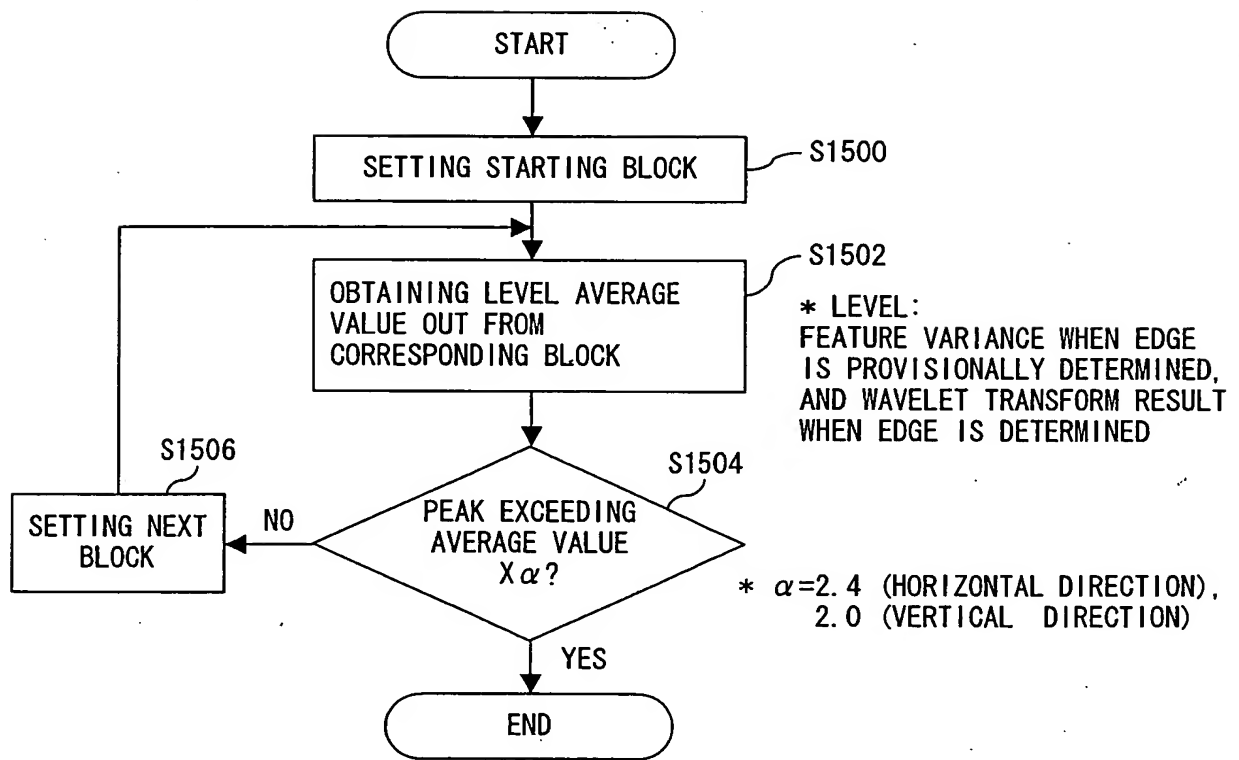 START
SETTING STARTING BLOCK
S1500
S1502
OBTAINING LEVEL AVERAGE
VALUE OUT FROM
CORRESPONDING BLOCK
* LEVEL:
FEATURE VARIANCE WHEN EDGE
IS PROVISIONALLY DETERMINED,
AND WAVELET TRANSFORM RESULT
WHEN EDGE IS DETERMINED
S1506
SETTING NEXT
BLOCK
NO
S1504
PEAK EXCEEDING
AVERAGE VALUE
X α?
* α=2.4 (HORIZONTAL DIRECTION),
2.0 (VERTICAL DIRECTION)
YES
END